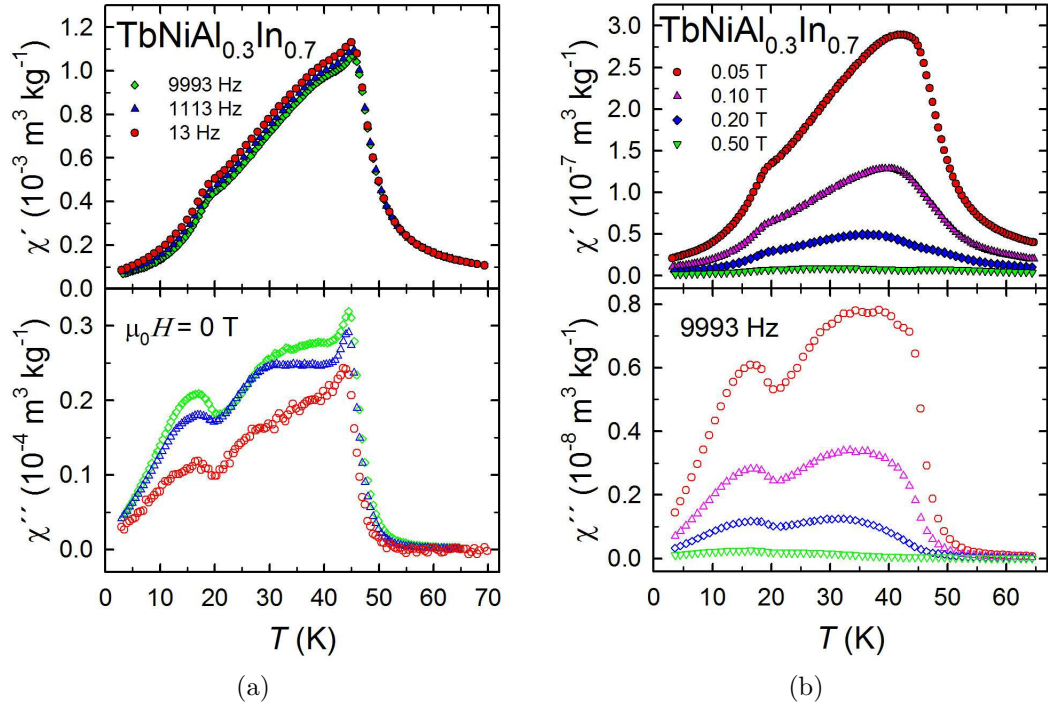 TbNiAl0.3In0.7
9993 Hz
1113 Hz
13 Hz
χ′ (10-3 m3 kg-1)
1.2
1.0
0.8
0.6
0.4
0.2
0.0
μ0H = 0 T
χ′′ (10-4 m3 kg-1)
0.3
0.2
0.1
0.0
0 10 20 30 40 50 60 70
T (K)
(a)
TbNiAl0.3In0.7
0.05 T
0.10 T
0.20 T
0.50 T
χ′ (10-7 m3 kg-1)
3.0
2.5
2.0
1.5
1.0
0.5
0.0
9993 Hz
χ′′ (10-8 m3 kg-1)
0.8
0.6
0.4
0.2
0.0
0 10 20 30 40 50 60
T (K)
(b)